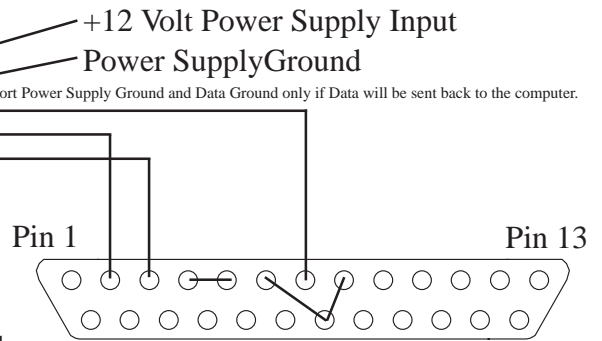 +12 Volt Power Supply Input
Power SupplyGround
Power Supply Ground and Data Ground only if Data will be sent back to the computer.
Pin 1
Pin 13